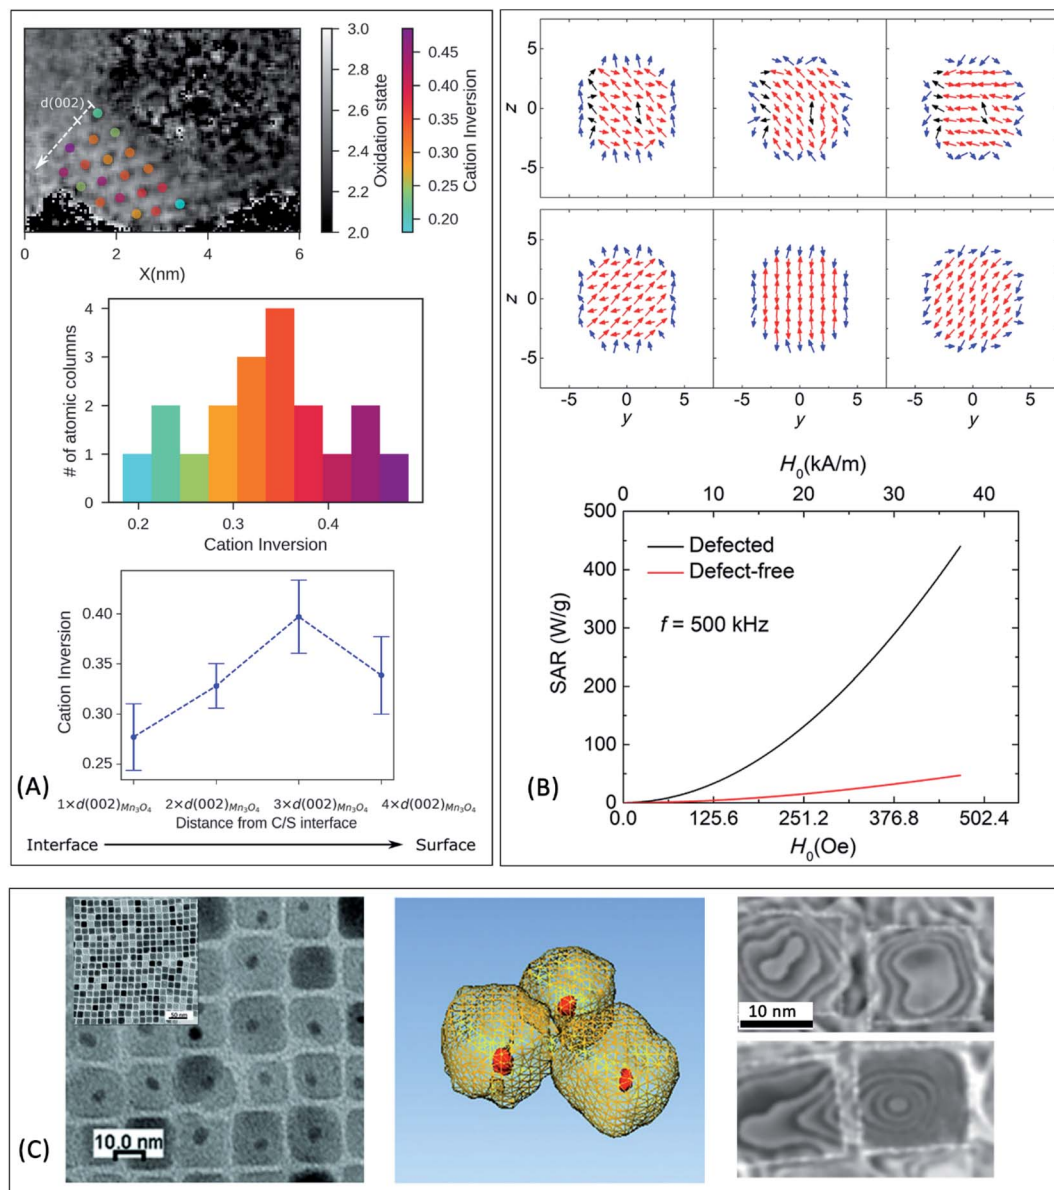 d(002)
3.0
2.8
2.6
2.4
2.2
2.0
Oxidation state
0.45
0.40
0.35
0.30
0.25
0.20
Cation Inversion
0 2 4 6
X(nm)
4
3
2
1
0
# of atomic columns
0.2 0.3 0.4
Cation Inversion
0.40
0.35
0.30
0.25
Cation Inversion
1×d(002)Mn3O4 2×d(002)Mn3O4 3×d(002)Mn3O4 4×d(002)Mn3O4
Distance from C/S interface
Interface Surface
(A)
5
0
-5
z
5
0
-5
z
-5 0 5 -5 0 5 -5 0 5
y y y
H0(kA/m)
0 10 20 30 40
500
400
300
200
100
0
SAR (W/g)
Defected
Defect-free
f = 500 kHz
0.0 125.6 251.2 376.8 502.4
H0(Oe)
(B)
50 nm
10.0 nm
10 nm
(C)